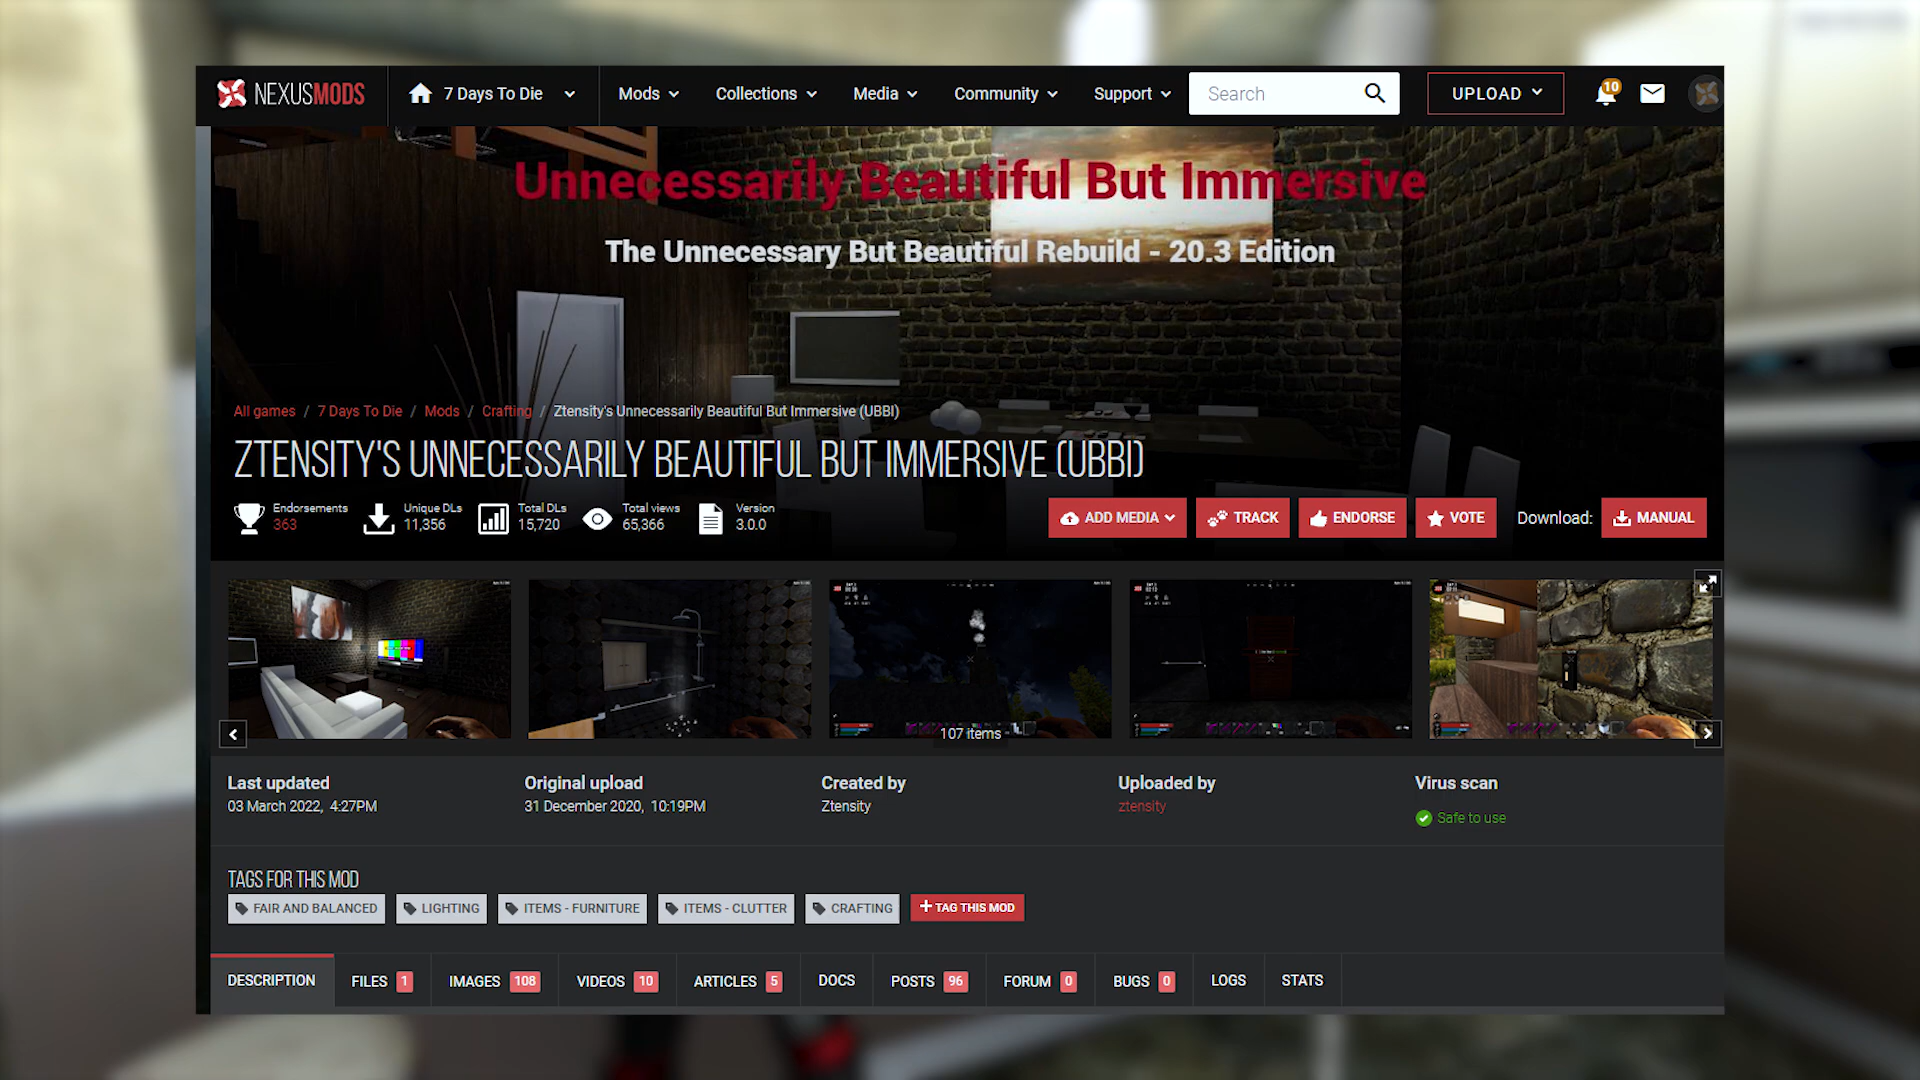 NEXUSMODS
7 Days To Die
Mods
Collections
Media
Community
Support
Search
UPLOAD
10
Unnecessarily Beautiful But Immersive
The Unnecessary But Beautiful Rebuild - 20.3 Edition
All games / 7 Days To Die / Mods / Crafting / Ztensity's Unnecessarily Beautiful But Immersive (UBBI)
ZTENSITY'S UNNECESSARILY BEAUTIFUL BUT IMMERSIVE (UBBI)
Endorsements
363
Unique DLs
11,356
Total DLs
15,720
Total views
65,366
Version
3.0.0
ADD MEDIA
TRACK
ENDORSE
VOTE
Download:
MANUAL
107 items
Last updated
03 March 2022, 4:27PM
Original upload
31 December 2020, 10:19PM
Created by
Ztensity
Uploaded by
ztensity
Virus scan
Safe to use
TAGS FOR THIS MOD
FAIR AND BALANCED
LIGHTING
ITEMS - FURNITURE
ITEMS - CLUTTER
CRAFTING
+ TAG THIS MOD
DESCRIPTION
FILES 1
IMAGES 108
VIDEOS 10
ARTICLES 5
DOCS
POSTS 96
FORUM 0
BUGS 0
LOGS
STATS